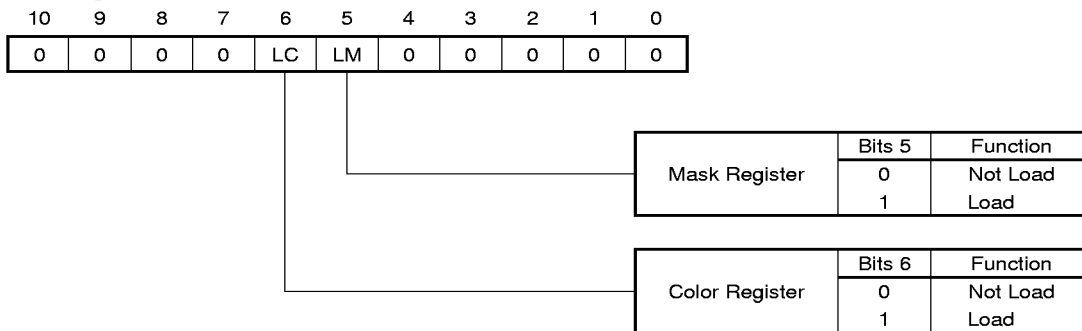 10 9 8 7 6 5 4 3 2 1 0
0 0 0 0 LC LM 0 0 0 0 0
Bits 5 Function
Mask Register 0 Not Load
1 Load
Bits 6 Function
Color Register 0 Not Load
1 Load